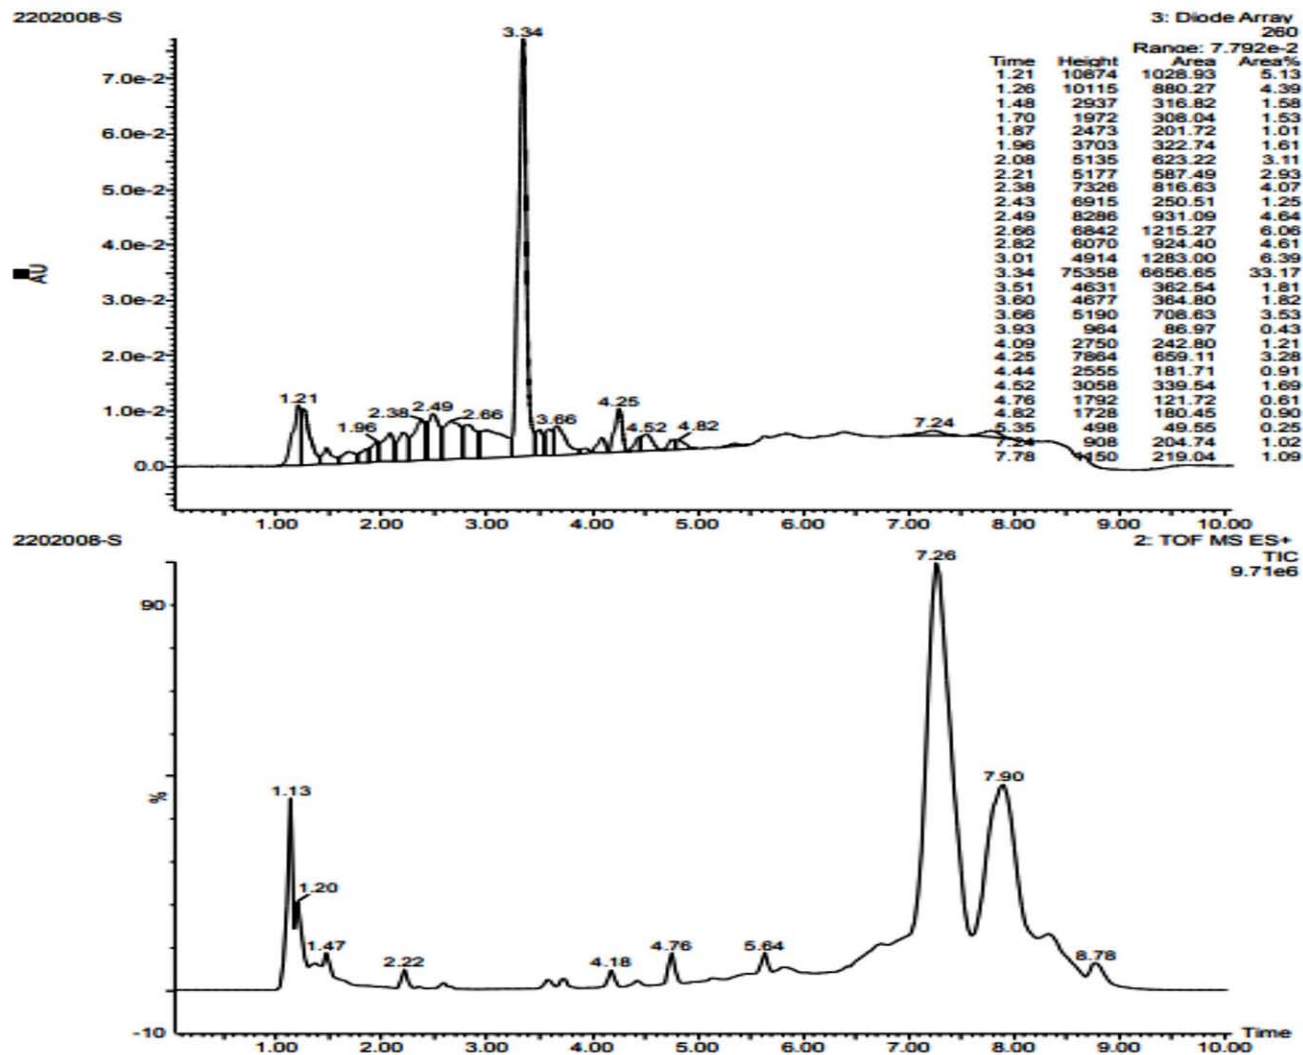 2202008-S
3: Diode Array
260
Range: 7.792e-2
Time Height Area Area%
1.21 10874 1028.93 5.13
1.26 10115 880.27 4.39
1.48 2937 316.82 1.58
1.70 1972 308.04 1.53
1.87 2473 201.72 1.01
1.96 3703 322.74 1.61
2.08 5135 623.22 3.11
2.21 5177 587.49 2.93
2.38 7326 816.63 4.07
2.43 6915 250.51 1.25
2.49 8286 931.09 4.64
2.66 6842 1215.27 6.06
2.82 6070 924.40 4.61
3.01 4914 1283.00 6.39
3.34 75358 6656.65 33.17
3.51 4631 362.54 1.81
3.60 4677 364.80 1.82
3.66 5190 708.63 3.53
3.93 964 86.97 0.43
4.09 2750 242.80 1.21
4.25 7864 659.11 3.28
4.44 2555 181.71 0.91
4.52 3058 339.54 1.69
4.76 1792 121.72 0.61
4.82 1728 180.45 0.90
5.35 498 49.55 0.25
7.24 908 204.74 1.02
7.78 1150 219.04 1.09
3.34
7.0e-2
6.0e-2
5.0e-2
4.0e-2
AU
3.0e-2
2.0e-2
1.0e-2
0.0
1.21
1.96
2.38
2.49
2.66
3.66
4.25
4.52
4.82
7.24
1.00 2.00 3.00 4.00 5.00 6.00 7.00 8.00 9.00 10.00
2202008-S
2: TOF MS ES+
TIC
9.71e6
7.26
90
%
-10
1.13
1.20
1.47
2.22
4.18
4.76
5.64
7.90
8.78
Time
1.00 2.00 3.00 4.00 5.00 6.00 7.00 8.00 9.00 10.00